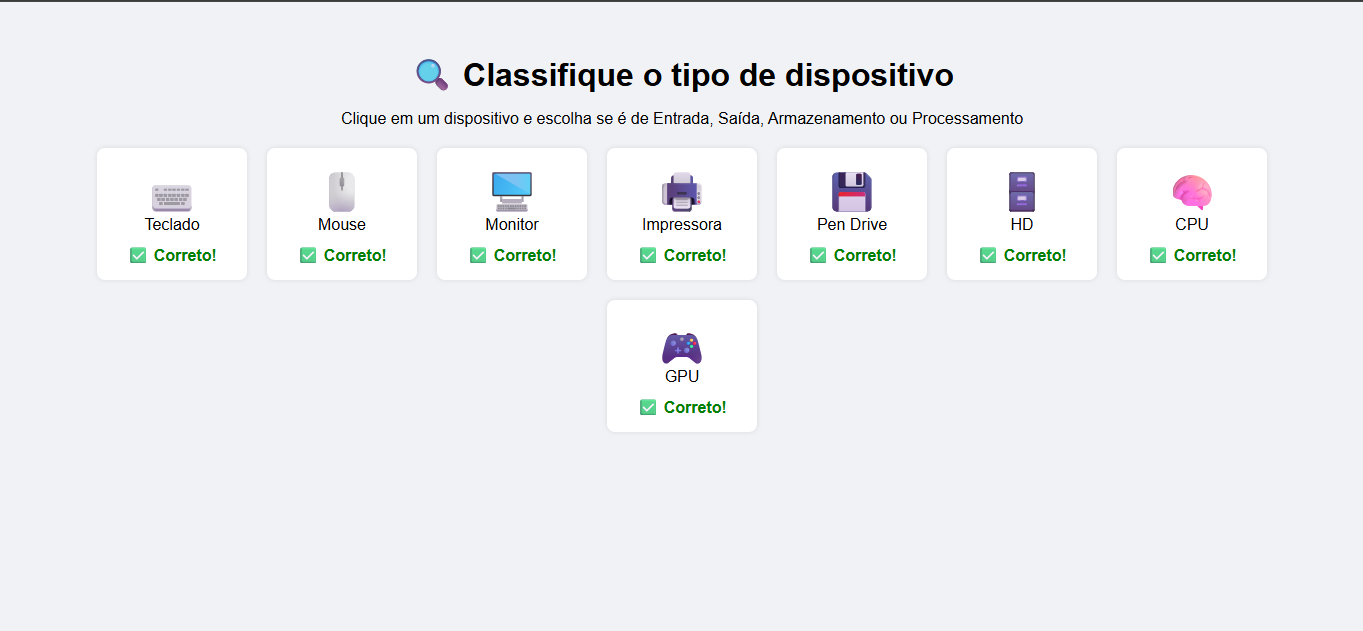 Classifique o tipo de dispositivo
Clique em um dispositivo e escolha se é de Entrada, Saída, Armazenamento ou Processamento
Teclado
Correto!
Mouse
Correto!
Monitor
Correto!
Impressora
Correto!
Pen Drive
Correto!
HD
Correto!
CPU
Correto!
GPU
Correto!